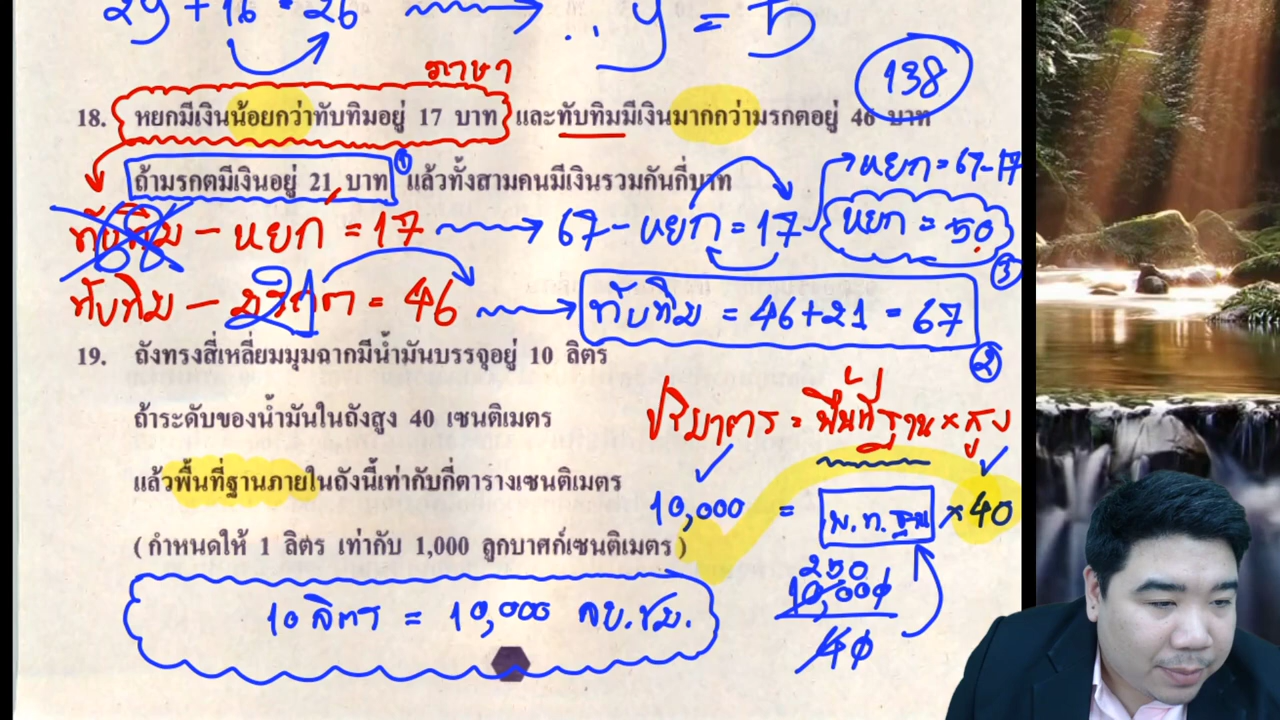 2y + 16 = 26 ∴ y = 5
ภาษา
138
18. หยกมีเงินน้อยกว่าทับทิมอยู่ 17 บาท และทับทิมมีเงินมากกว่ามรกตอยู่ 46 บาท
ถ้ามรกตมีเงินอยู่ 21 บาท แล้วทั้งสามคนมีเงินรวมกันกี่บาท
1
หยก = 67-17
ทับทิม - หยก = 17 67 - หยก = 17 หยก = 50
3
ทับทิม - มรกต = 46 ทับทิม = 46+21 = 67
2
19. ถังทรงสี่เหลี่ยมมุมฉากมีน้ำมันบรรจุอยู่ 10 ลิตร
ถ้าระดับของน้ำมันในถังสูง 40 เซนติเมตร
ปริมาตร = พื้นที่ฐาน × สูง
แล้วพื้นที่ฐานภายในถังนี้เท่ากับกี่ตารางเซนติเมตร
10,000 = พ.ท.ฐาน × 40
(กำหนดให้ 1 ลิตร เท่ากับ 1,000 ลูกบาศก์เซนติเมตร)
250
10,000
40
10 ลิตร = 10,000 ลบ.ซม.